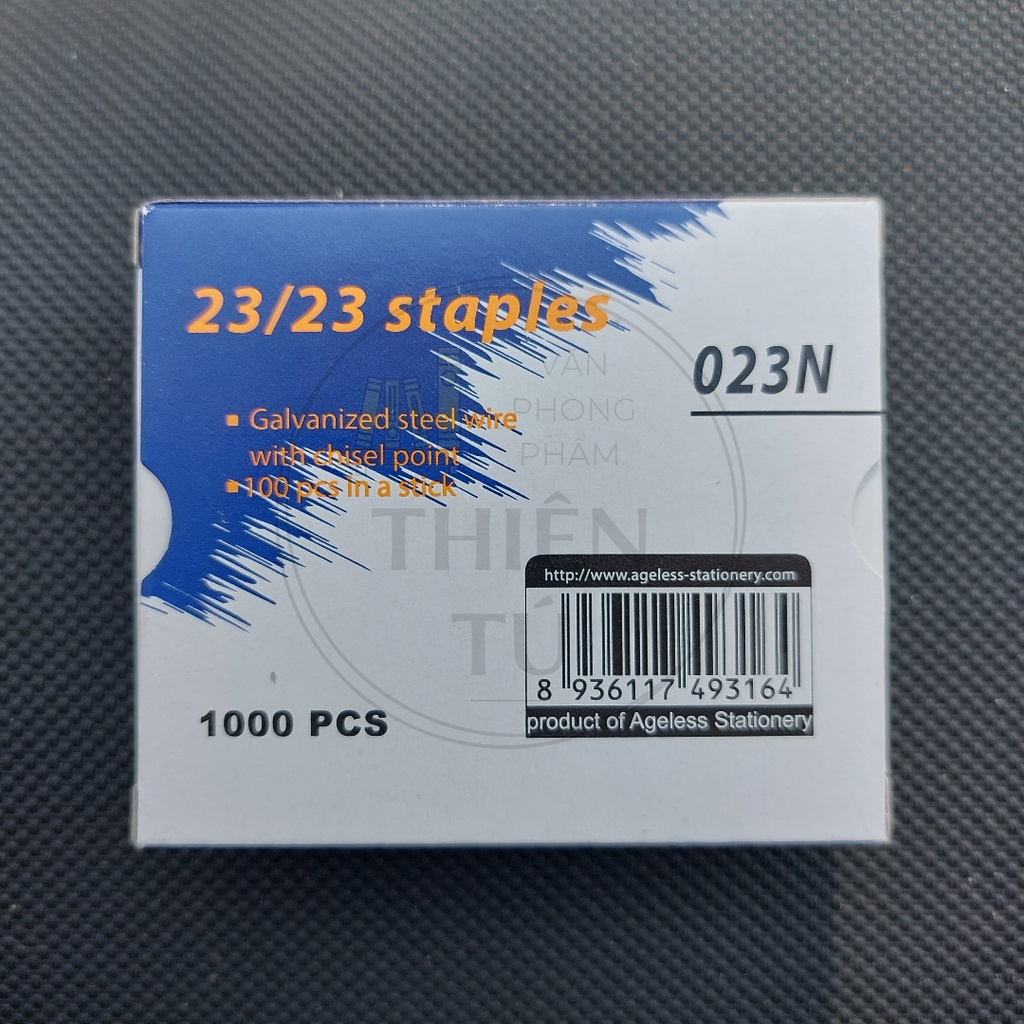 23/23 staples
023N
▪ Galvanized steel wire
with chisel point
▪100 pcs in a stick
VĂN
PHÒNG
PHẨM
THIÊN
TÚ
http://www.ageless-stationery.com
8 936117 493164
product of Ageless Stationery
1000 PCS